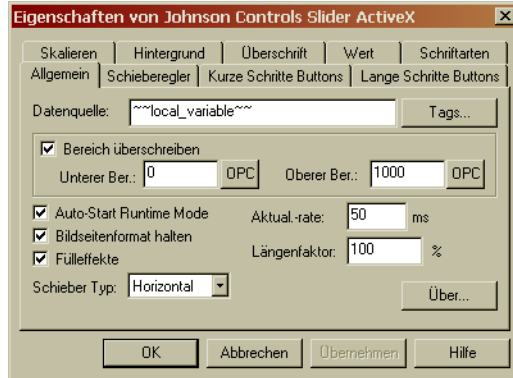 Eigenschaften von Johnson Controls Slider ActiveX
Skalieren Hintergrund Überschrift Wert Schriftarten
Allgemein Schieberegler Kurze Schritte Buttons Lange Schritte Buttons
Datenquelle: ~~local_variable~~ Tags...
Bereich überschreiben
Unterer Ber.: 0 OPC Oberer Ber.: 1000 OPC
Auto-Start Runtime Mode Aktual.-rate: 50 ms
Bildseitenformat halten
Fülleffekte Längenfaktor: 100 %
Schieber Typ: Horizontal Über...
OK Abbrechen Übernehmen Hilfe